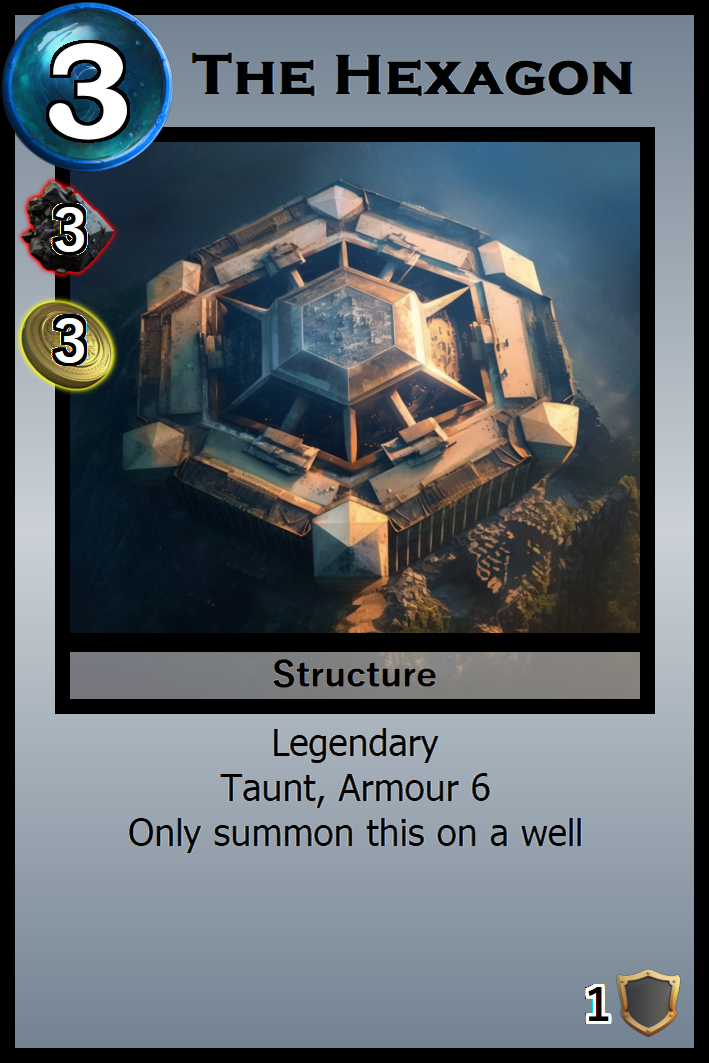 3
THE HEXAGON
3
3
Structure
Legendary
Taunt, Armour 6
Only summon this on a well
1